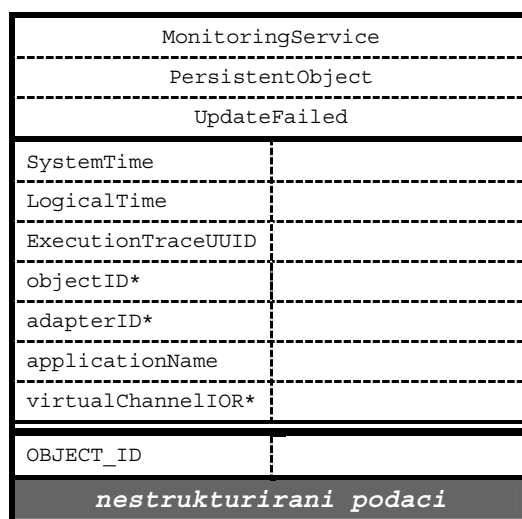 MonitoringService
PersistentObject
UpdateFailed
SystemTime
LogicalTime
ExecutionTraceUUID
objectID*
adapterID*
applicationName
virtualChannelIOR*
OBJECT_ID
nestrukturirani podaci